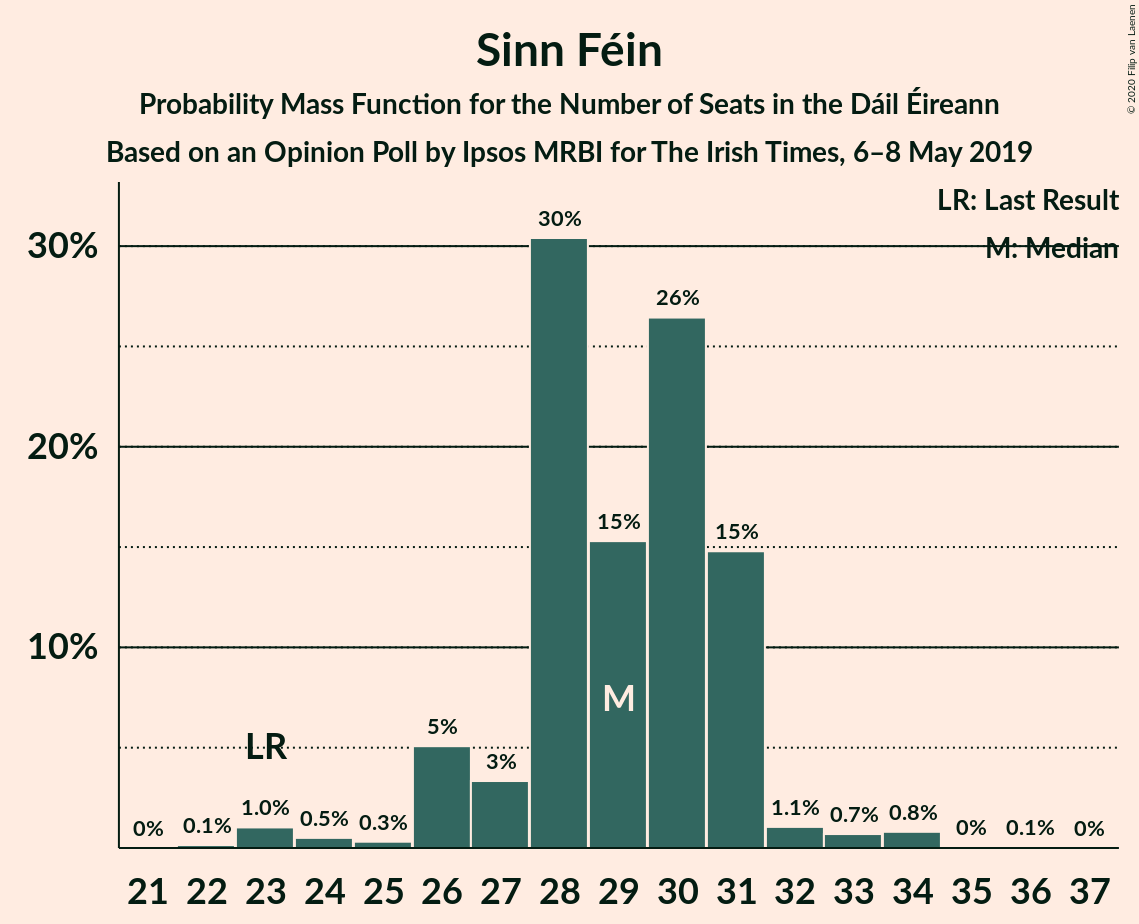 Sinn Féin
Probability Mass Function for the Number of Seats in the Dáil Éireann
Based on an Opinion Poll by Ipsos MRBI for The Irish Times, 6–8 May 2019
© 2020 Filip van Laenen
LR: Last Result
M: Median
30%
20%
10%
0%
0.1%
1.0%
0.5%
0.3%
5%
3%
30%
15%
26%
15%
1.1%
0.7%
0.8%
0%
0.1%
0%
LR
M
21 22 23 24 25 26 27 28 29 30 31 32 33 34 35 36 37